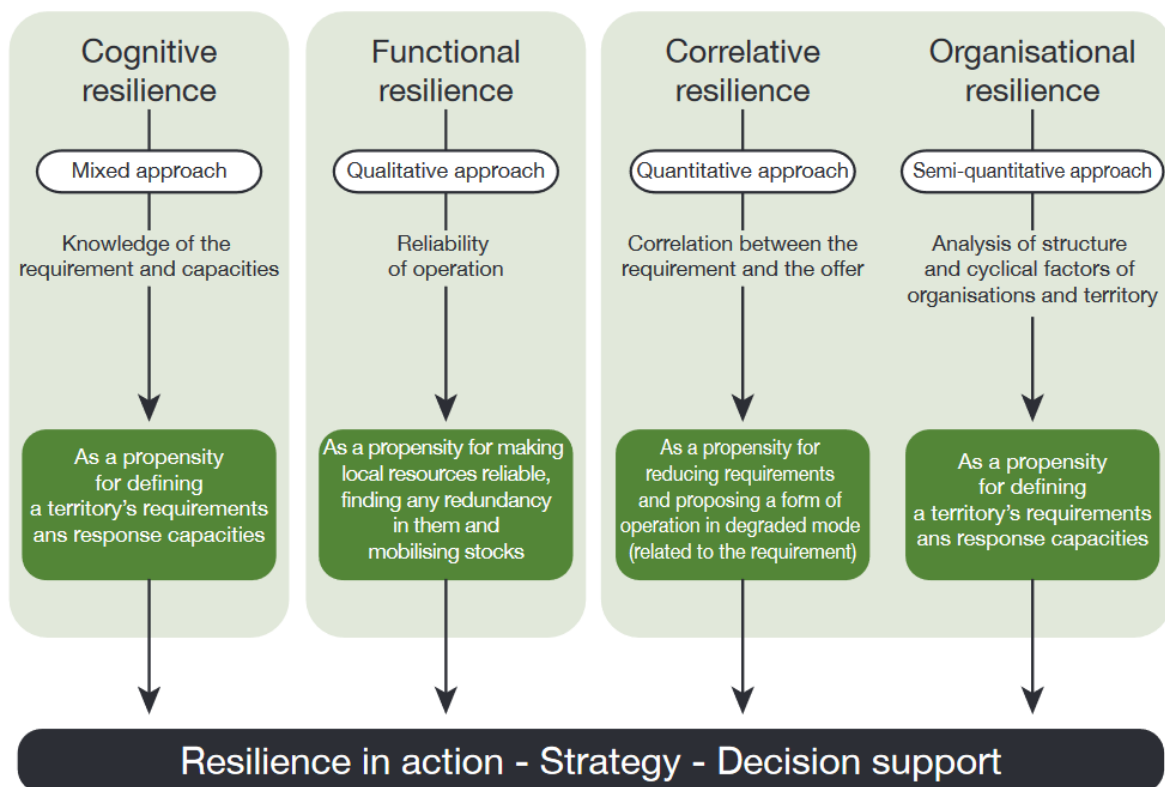 Cognitive
resilience
Mixed approach
Knowledge of the
requirement and capacities
As a propensity
for defining
a territory's requirements
ans response capacities
Functional
resilience
Qualitative approach
Reliability
of operation
As a propensity for making
local resources reliable,
finding any redundancy
in them and
mobilising stocks
Correlative
resilience
Quantitative approach
Correlation between the
requirement and the offer
As a propensity for
reducing requirements
and proposing a form of
operation in degraded mode
(related to the requirement)
Organisational
resilience
Semi-quantitative approach
Analysis of structure
and cyclical factors of
organisations and territory
As a propensity
for defining
a territory's requirements
ans response capacities
Resilience in action - Strategy - Decision support